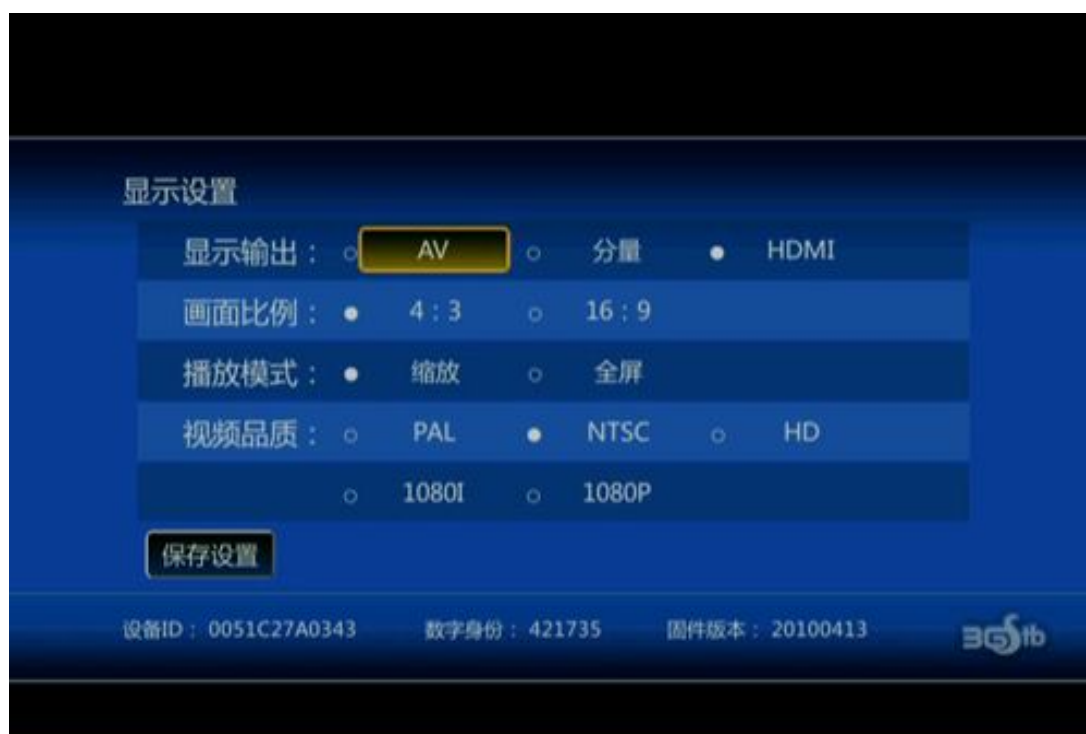 显示设置
显示输出： AV 分量 HDMI
画面比例： 4：3 16：9
播放模式： 缩放 全屏
视频品质： PAL NTSC HD
1080I 1080P
保存设置
设备ID： 0051C27A0343 数字身份： 421735 固件版本： 20100413
3GStb